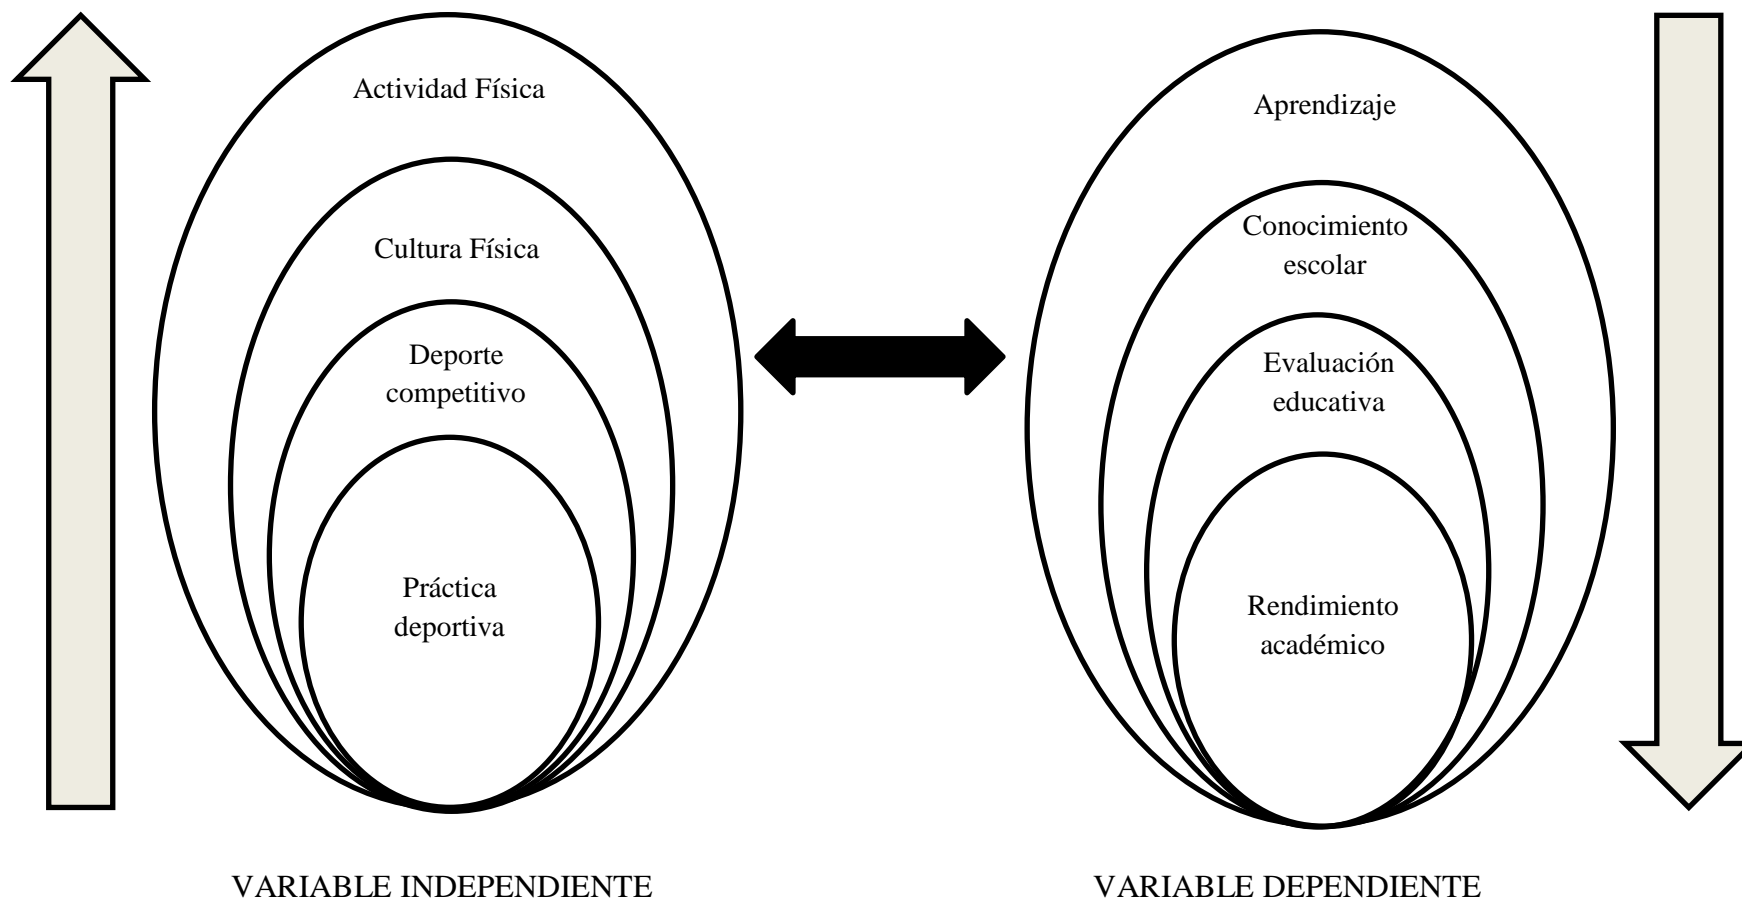 Actividad Física
Cultura Física
Deporte
competitivo
Práctica
deportiva
VARIABLE INDEPENDIENTE
Aprendizaje
Conocimiento
escolar
Evaluación
educativa
Rendimiento
académico
VARIABLE DEPENDIENTE